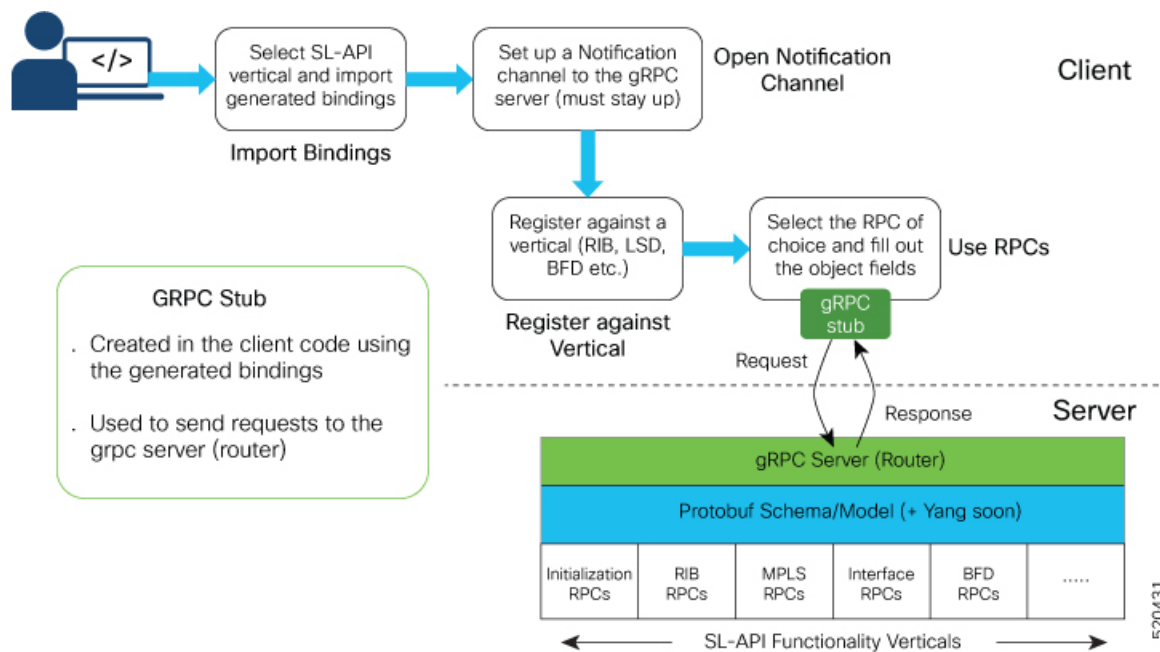 </>
Select SL-API
vertical and import
generated bindings
Import Bindings
Set up a Notification
channel to the gRPC
server (must stay up)
Open Notification
Channel
Client
Register against a
vertical (RIB, LSD,
BFD etc.)
Register against
Vertical
Select the RPC of
choice and fill out
the object fields
Use RPCs
gRPC
stub
GRPC Stub
. Created in the client code using
the generated bindings
. Used to send requests to the
grpc server (router)
Request
Response
Server
gRPC Server (Router)
Protobuf Schema/Model (+ Yang soon)
Initialization
RPCs
RIB
RPCs
MPLS
RPCs
Interface
RPCs
BFD
RPCs
.....
SL-API Functionality Verticals
520431